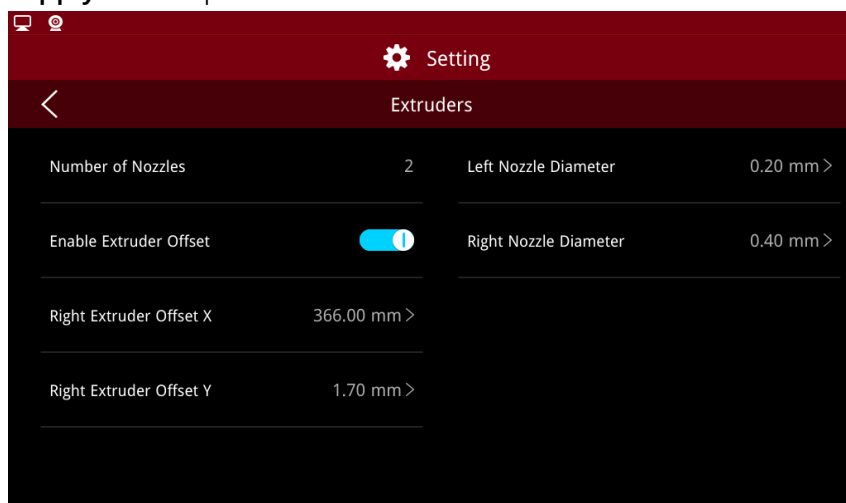 Setting
Extruders
Number of Nozzles 2
Left Nozzle Diameter 0.20 mm >
Enable Extruder Offset
Right Nozzle Diameter 0.40 mm >
Right Extruder Offset X 366.00 mm >
Right Extruder Offset Y 1.70 mm >